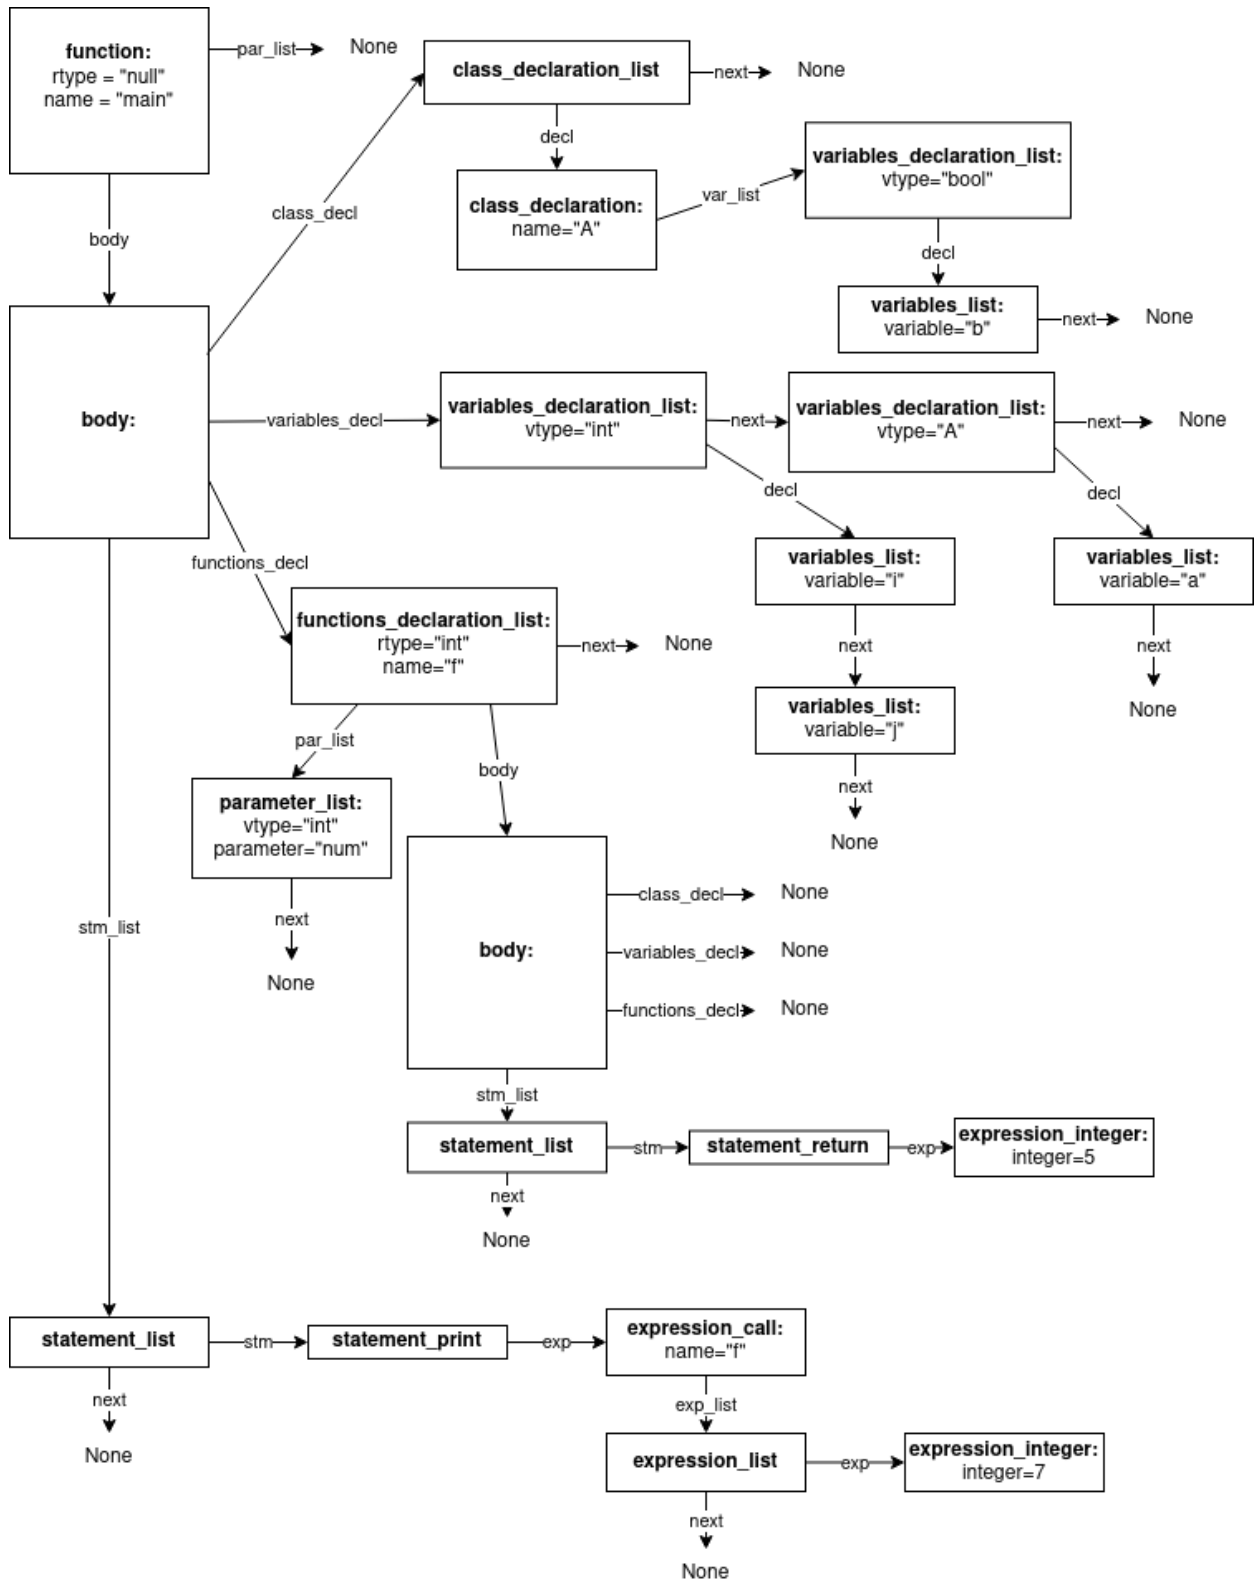 function:
rtype = "null"
name = "main"
par_list
None
class_declaration_list
next
None
decl
class_decl
class_declaration:
name="A"
var_list
variables_declaration_list:
vtype="bool"
decl
variables_list:
variable="b"
next
None
body
body:
variables_decl
variables_declaration_list:
vtype="int"
next
variables_declaration_list:
vtype="A"
next
None
decl
decl
variables_list:
variable="i"
variables_list:
variable="a"
next
next
variables_list:
variable="j"
None
next
None
functions_decl
functions_declaration_list:
rtype="int"
name="f"
next
None
par_list
body
parameter_list:
vtype="int"
parameter="num"
next
None
body:
class_decl
None
variables_decl
None
functions_decl
None
stm_list
stm_list
statement_list
stm
statement_return
exp
expression_integer:
integer=5
next
None
statement_list
stm
statement_print
exp
expression_call:
name="f"
next
None
exp_list
expression_list
exp
expression_integer:
integer=7
next
None